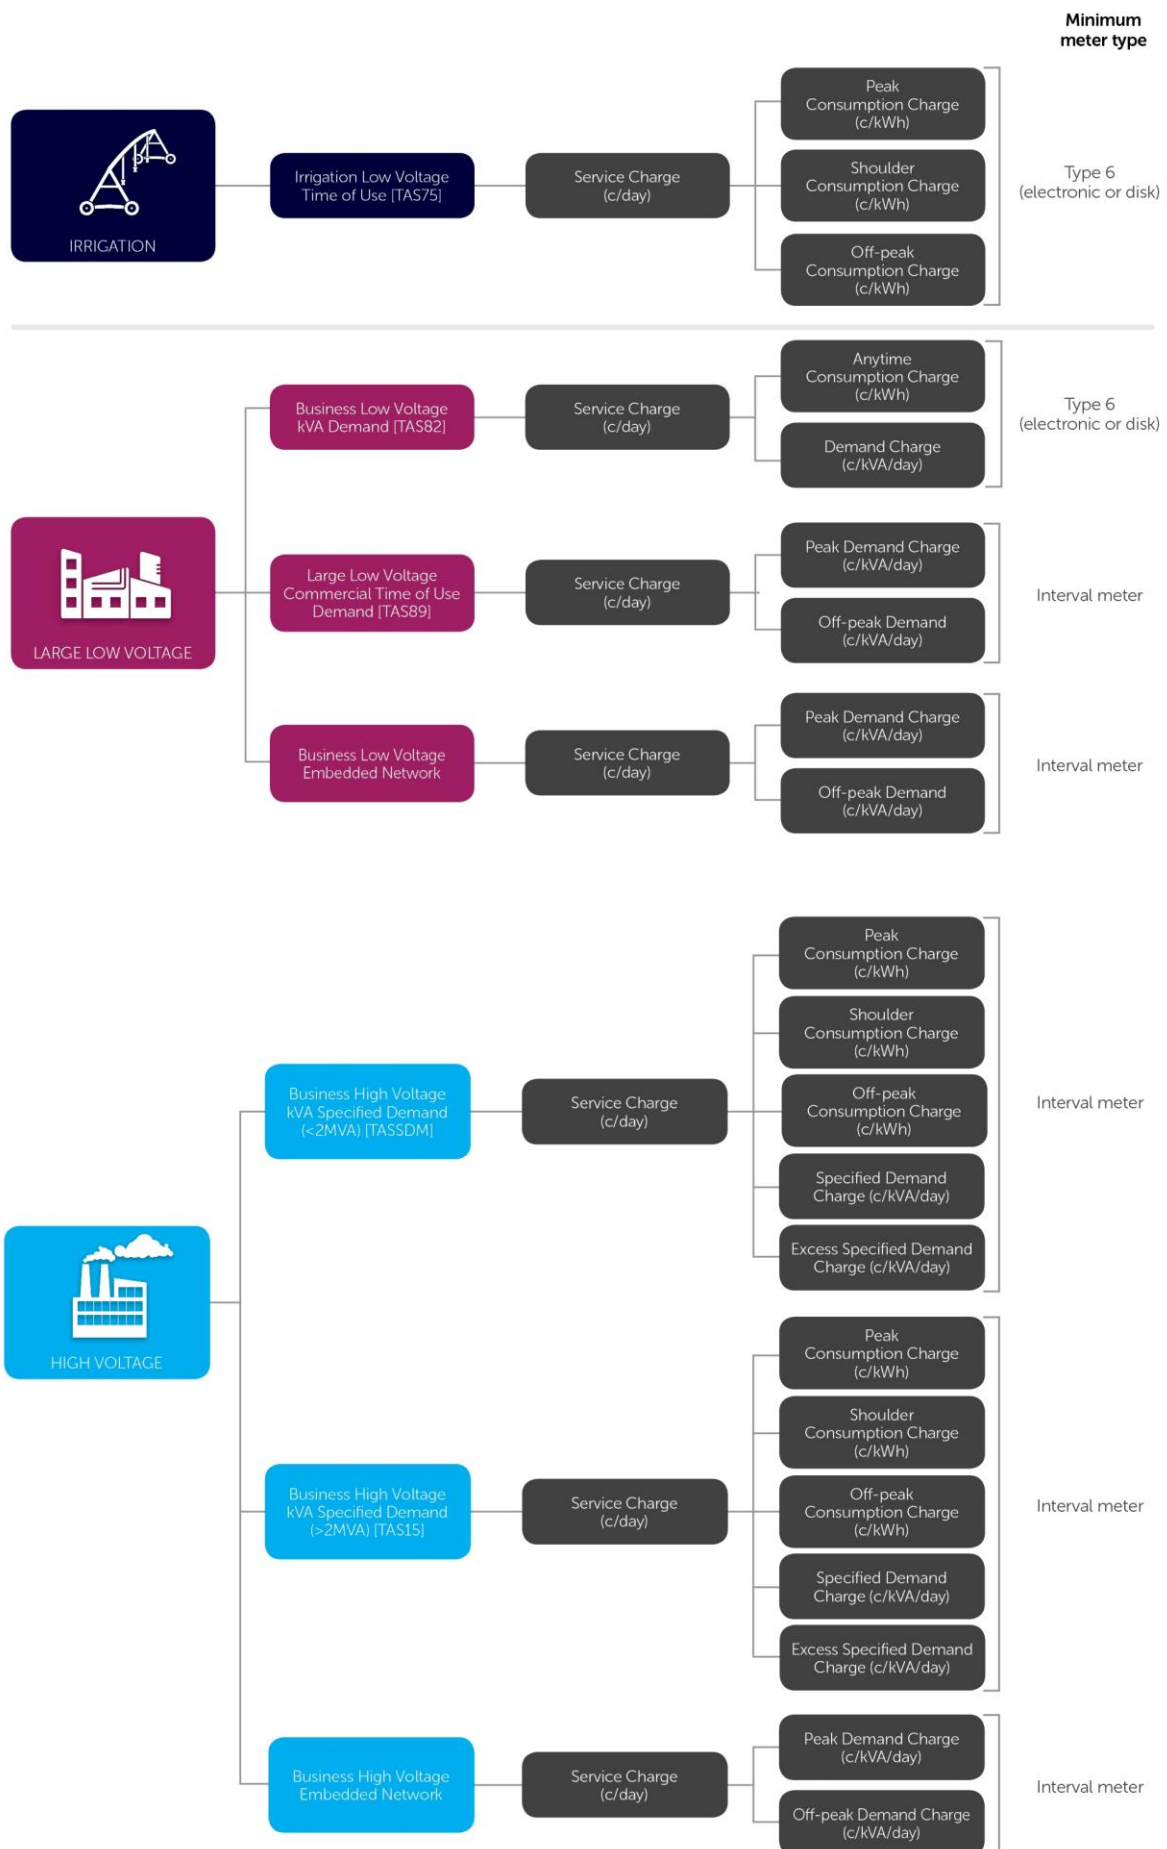 Minimum
meter type
IRRIGATION
Irrigation Low Voltage
Time of Use [TAS75]
Service Charge
(c/day)
Peak
Consumption Charge
(c/kWh)
Shoulder
Consumption Charge
(c/kWh)
Off-peak
Consumption Charge
(c/kWh)
Type 6
(electronic or disk)
LARGE LOW VOLTAGE
Business Low Voltage
kVA Demand [TAS82]
Service Charge
(c/day)
Anytime
Consumption Charge
(c/kWh)
Demand Charge
(c/kVA/day)
Type 6
(electronic or disk)
Large Low Voltage
Commercial Time of Use
Demand [TAS89]
Service Charge
(c/day)
Peak Demand Charge
(c/kVA/day)
Off-peak Demand
(c/kVA/day)
Interval meter
Business Low Voltage
Embedded Network
Service Charge
(c/day)
Peak Demand Charge
(c/kVA/day)
Off-peak Demand
(c/kVA/day)
Interval meter
HIGH VOLTAGE
Business High Voltage
kVA Specified Demand
(<2MVA) [TASSDM]
Service Charge
(c/day)
Peak
Consumption Charge
(c/kWh)
Shoulder
Consumption Charge
(c/kWh)
Off-peak
Consumption Charge
(c/kWh)
Specified Demand
Charge (c/kVA/day)
Excess Specified Demand
Charge (c/kVA/day)
Interval meter
Business High Voltage
kVA Specified Demand
(>2MVA) [TAS15]
Service Charge
(c/day)
Peak
Consumption Charge
(c/kWh)
Shoulder
Consumption Charge
(c/kWh)
Off-peak
Consumption Charge
(c/kWh)
Specified Demand
Charge (c/kVA/day)
Excess Specified Demand
Charge (c/kVA/day)
Interval meter
Business High Voltage
Embedded Network
Service Charge
(c/day)
Peak Demand Charge
(c/kVA/day)
Off-peak Demand Charge
(c/kVA/day)
Interval meter